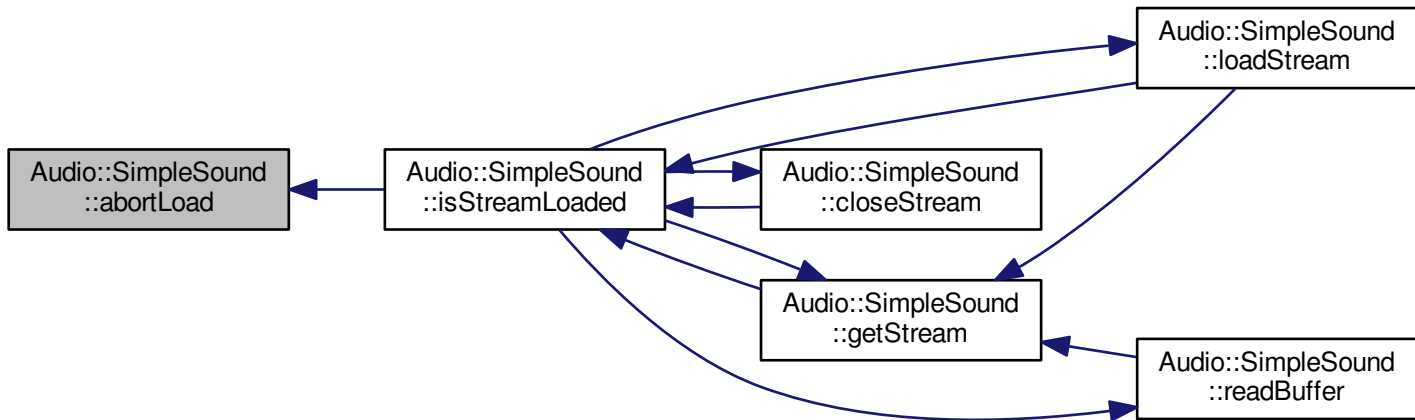 Audio::SimpleSound
::abortLoad
Audio::SimpleSound
::isStreamLoaded
Audio::SimpleSound
::loadStream
Audio::SimpleSound
::closeStream
Audio::SimpleSound
::getStream
Audio::SimpleSound
::readBuffer